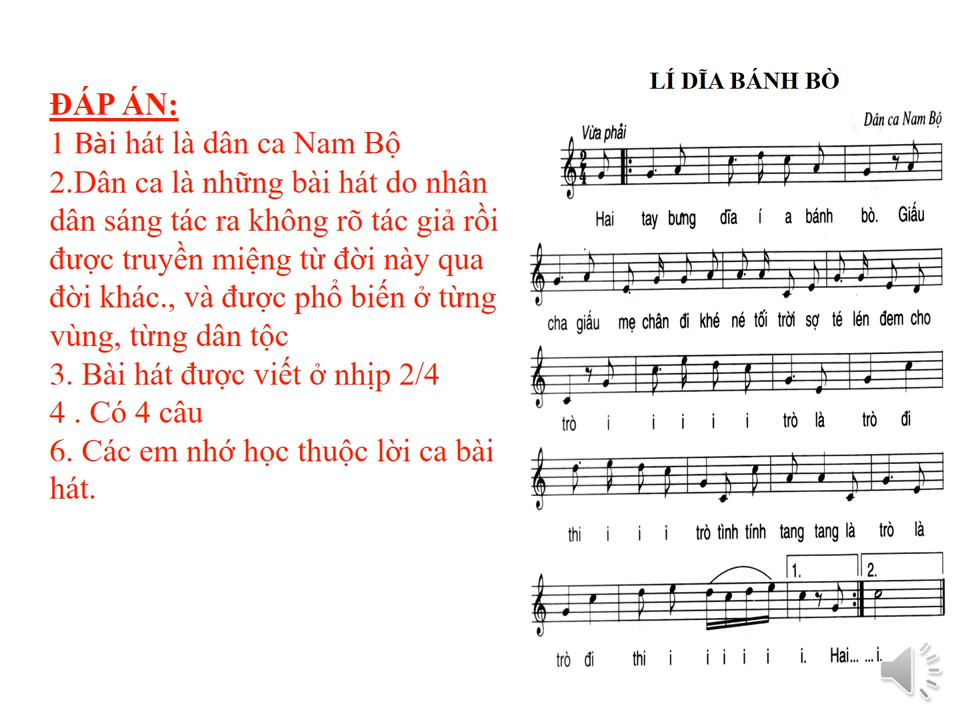 ĐÁP ÁN:
1 Bài hát là dân ca Nam Bộ
2.Dân ca là những bài hát do nhân
dân sáng tác ra không rõ tác giả rồi
được truyền miệng từ đời này qua
đời khác., và được phổ biến ở từng
vùng, từng dân tộc
3. Bài hát được viết ở nhịp 2/4
4 . Có 4 câu
6. Các em nhớ học thuộc lời ca bài
hát.
LÍ DĨA BÁNH BÒ
Dân ca Nam Bộ
Vừa phải
2
4
Hai tay bưng dĩa í a bánh bò. Giấu
cha giấu mẹ chân đi khé né tối trời sợ té lén đem cho
trò i i i i i trò là trò đi
thi i i i trò tình tính tang tang là trò là
1. 2.
trò đi thi i i i i i i. Hai... ...i.